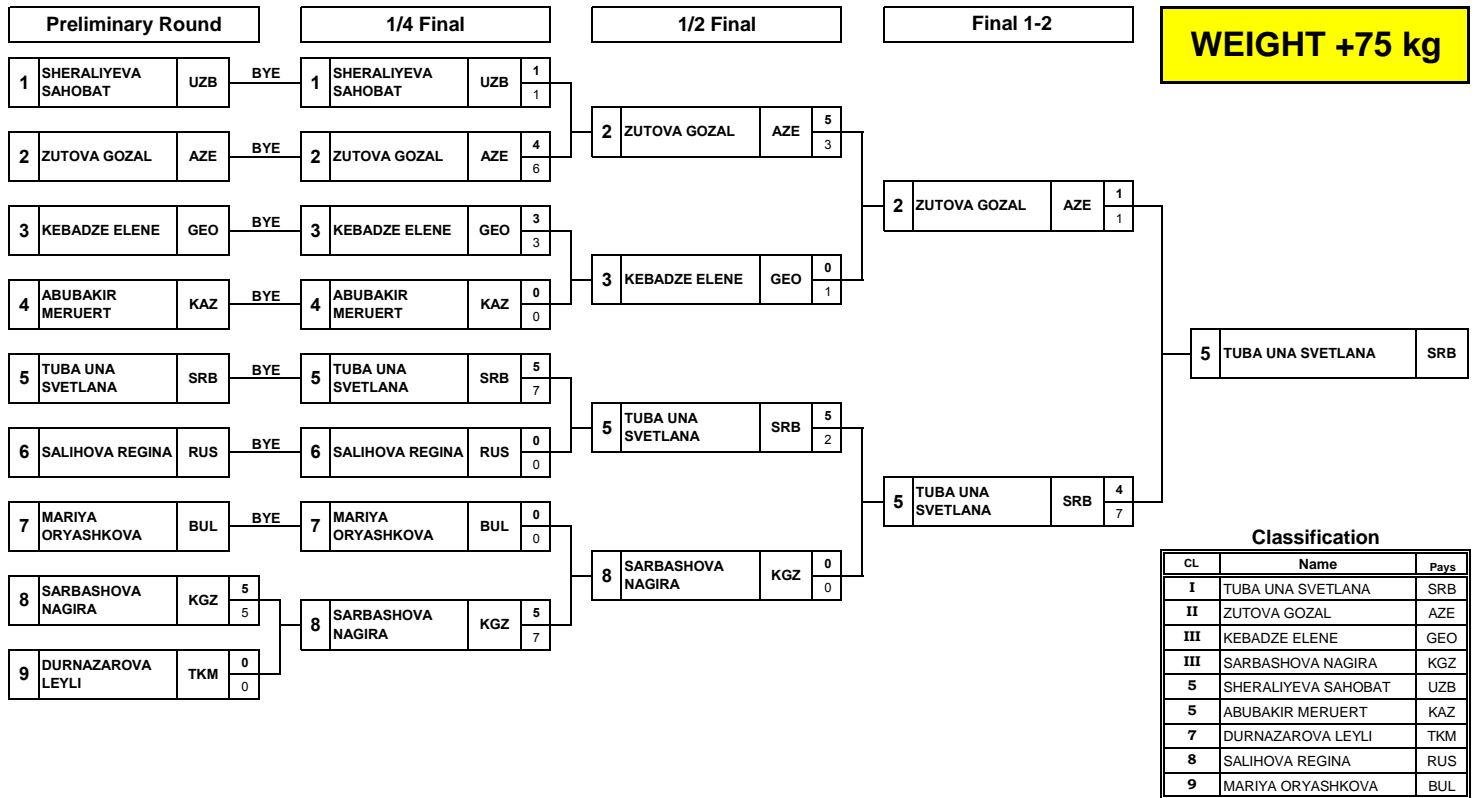 Preliminary Round
1/4 Final
1/2 Final
Final 1-2
WEIGHT +75 kg
1 SHERALIYEVA SAHOBAT UZB
BYE
2 ZUTOVA GOZAL AZE
BYE
3 KEBADZE ELENE GEO
BYE
4 ABUBAKIR MERUERT KAZ
BYE
5 TUBA UNA SVETLANA SRB
BYE
6 SALIHOVA REGINA RUS
BYE
7 MARIYA ORYASHKOVA BUL
BYE
8 SARBASHOVA NAGIRA KGZ 5 5
9 DURNAZAROVA LEYLI TKM 0 0
1 SHERALIYEVA SAHOBAT UZB 1 1
2 ZUTOVA GOZAL AZE 4 6
3 KEBADZE ELENE GEO 3 3
4 ABUBAKIR MERUERT KAZ 0 0
5 TUBA UNA SVETLANA SRB 5 7
6 SALIHOVA REGINA RUS 0 0
7 MARIYA ORYASHKOVA BUL 0 0
8 SARBASHOVA NAGIRA KGZ 5 7
2 ZUTOVA GOZAL AZE 5 3
3 KEBADZE ELENE GEO 0 1
5 TUBA UNA SVETLANA SRB 5 2
8 SARBASHOVA NAGIRA KGZ 0 0
2 ZUTOVA GOZAL AZE 1 1
5 TUBA UNA SVETLANA SRB 4 7
5 TUBA UNA SVETLANA SRB
Classification
CL Name Pays
I TUBA UNA SVETLANA SRB
II ZUTOVA GOZAL AZE
III KEBADZE ELENE GEO
III SARBASHOVA NAGIRA KGZ
5 SHERALIYEVA SAHOBAT UZB
5 ABUBAKIR MERUERT KAZ
7 DURNAZAROVA LEYLI TKM
8 SALIHOVA REGINA RUS
9 MARIYA ORYASHKOVA BUL